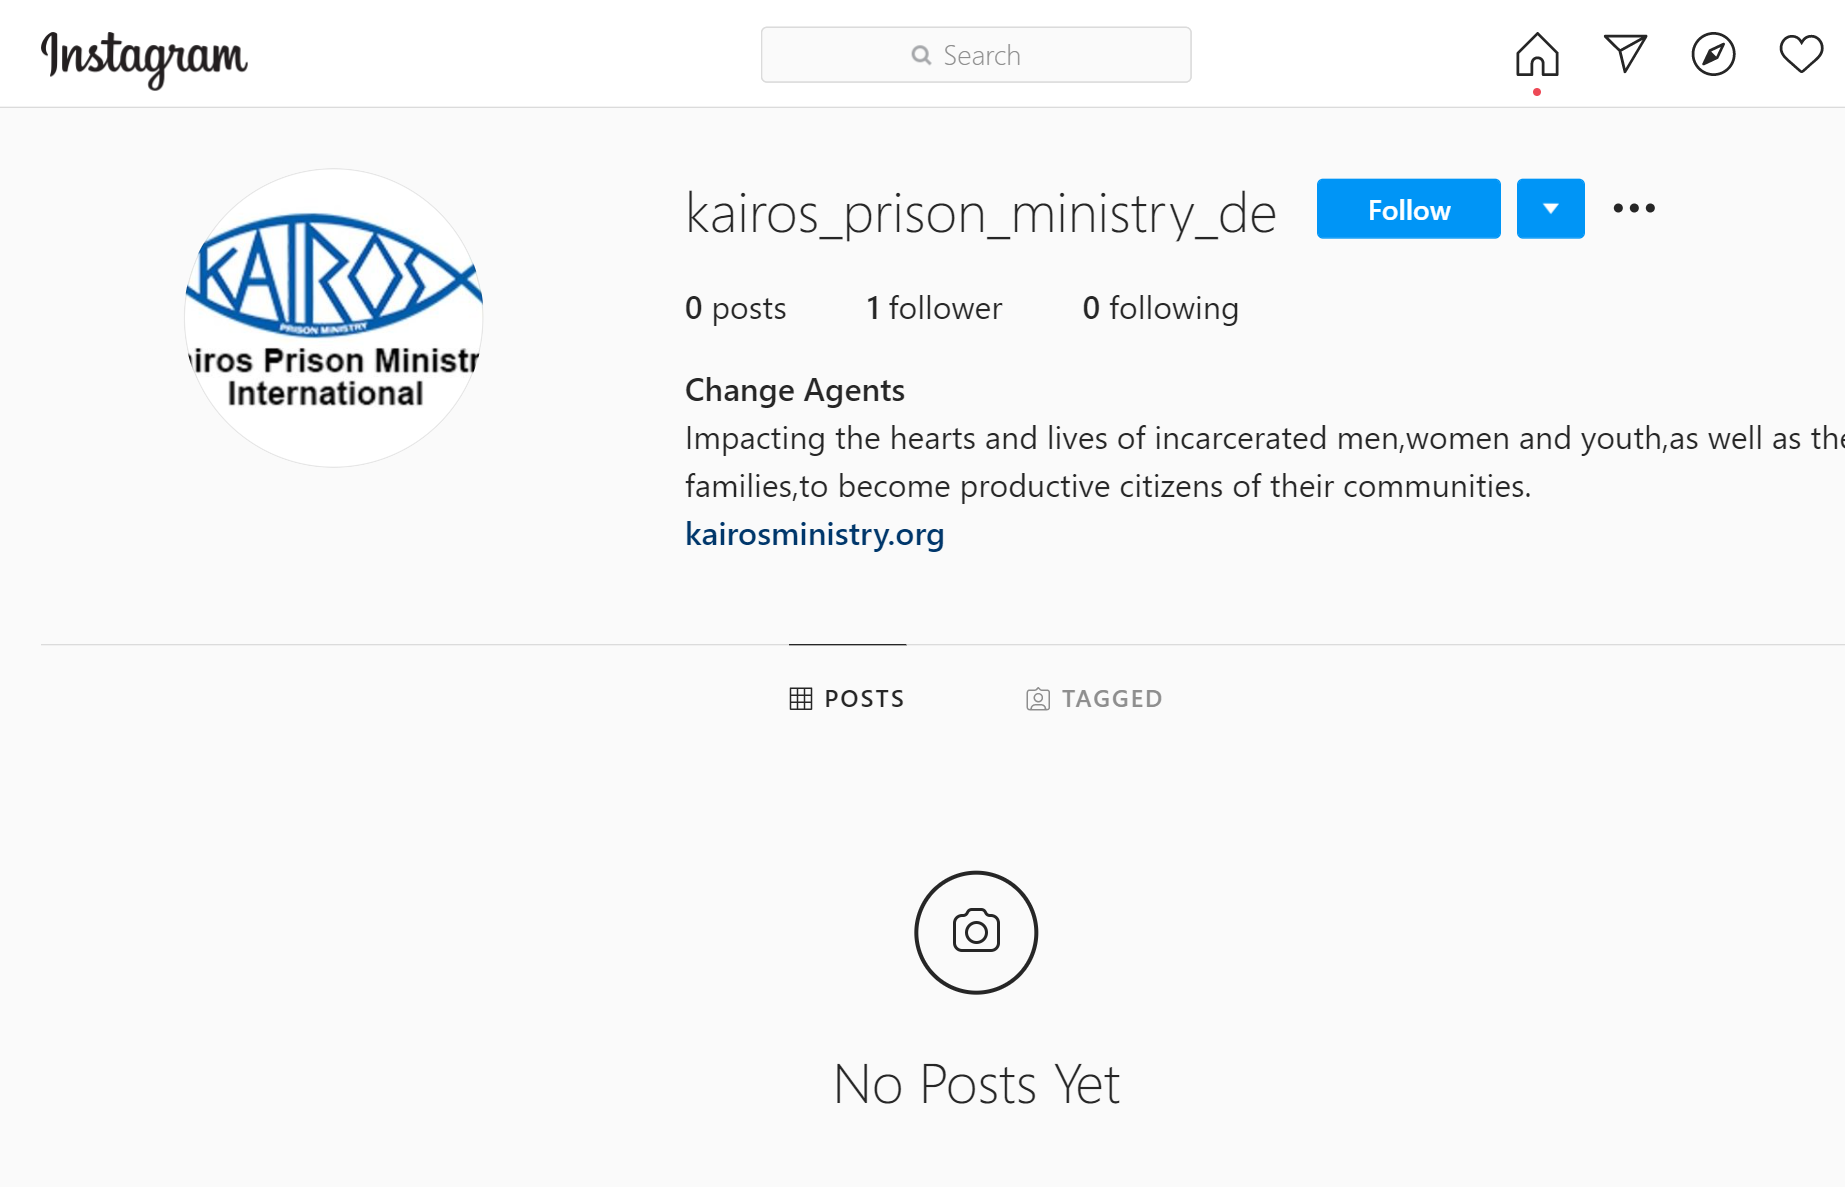 Instagram
Search
kairos_prison_ministry_de
Follow
0 posts 1 follower 0 following
KAIROS
PRISON MINISTRY
iros Prison Ministr
International
Change Agents
Impacting the hearts and lives of incarcerated men,women and youth,as well as the
families,to become productive citizens of their communities.
kairosministry.org
POSTS TAGGED
No Posts Yet